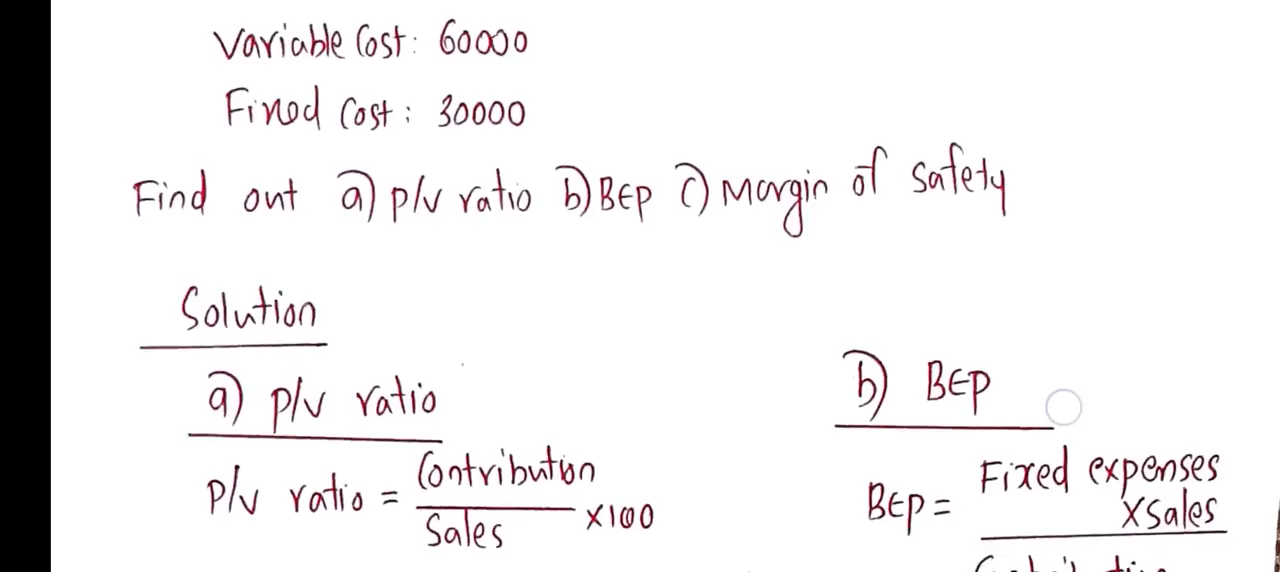 Variable Cost: 60000
Fixed Cost: 30000
Find out a) P/V ratio b) BEP c) Margin of safety
Solution
a) P/V ratio
P/V ratio = Contribution / Sales ×100
b) BEP
BEP = Fixed expenses ×Sales